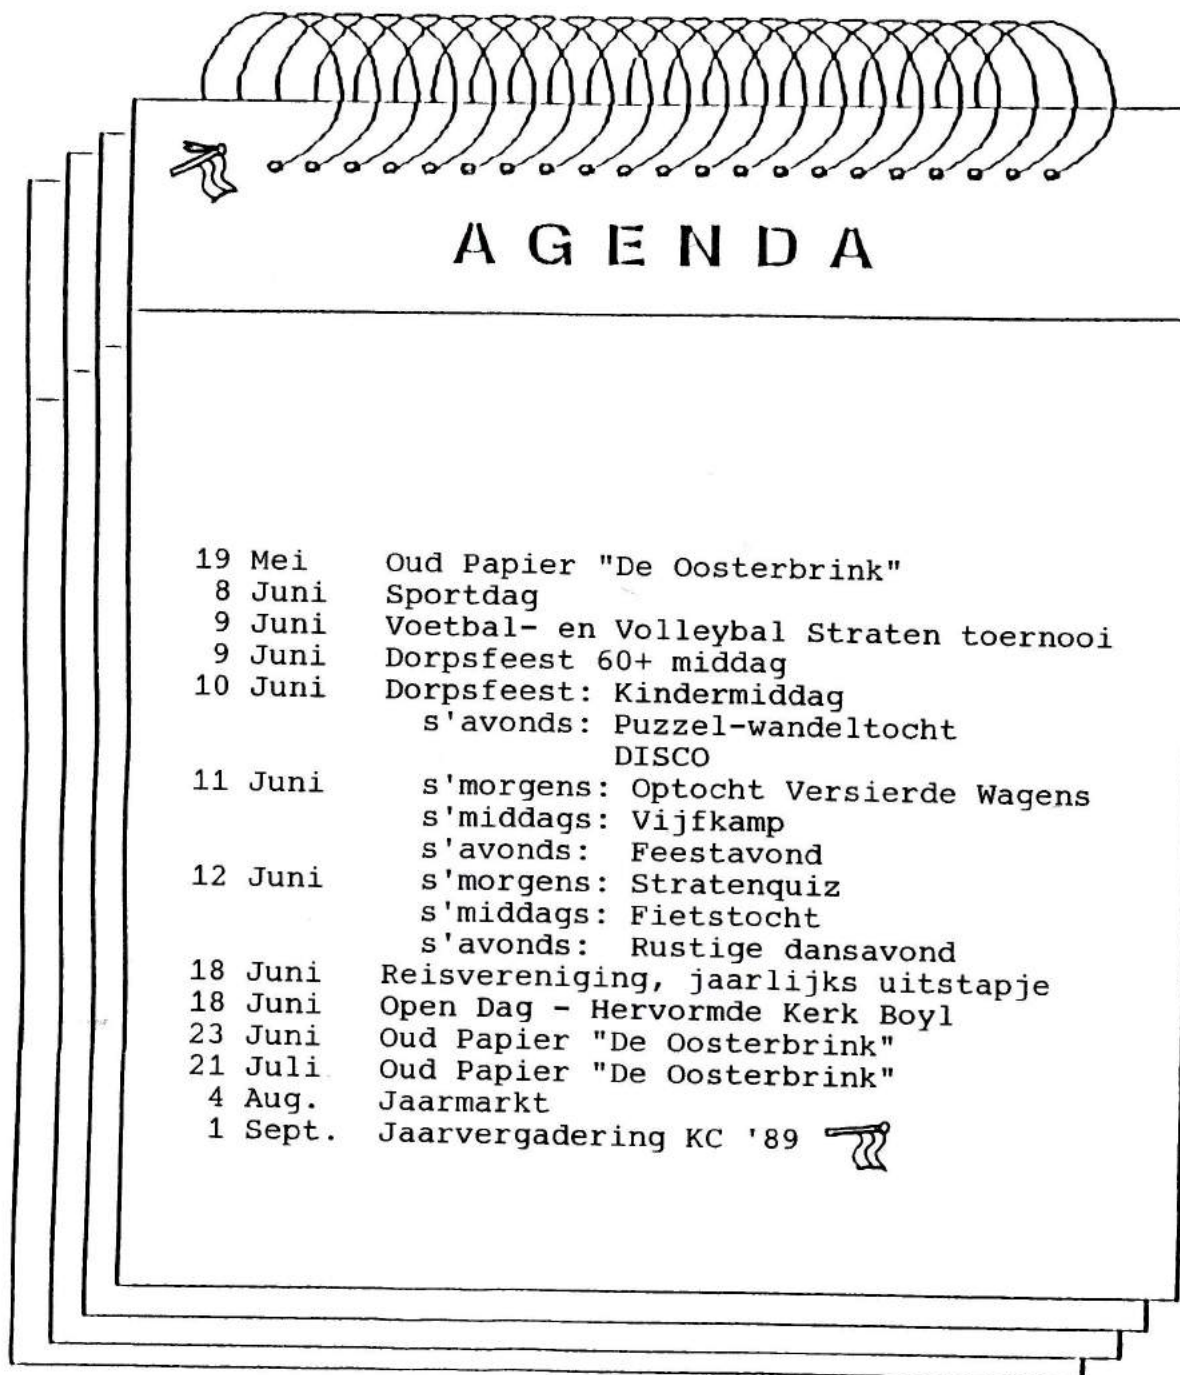 AGENDA
19 Mei Oud Papier "De Oosterbrink"
8 Juni Sportdag
9 Juni Voetbal- en Volleybal Straten toernooi
9 Juni Dorpsfeest 60+ middag
10 Juni Dorpsfeest: Kindermiddag
s'avonds: Puzzel-wandeltocht
DISCO
11 Juni s'morgens: Optocht Versierde Wagens
s'middags: Vijfkamp
s'avonds: Feestavond
12 Juni s'morgens: Stratenquiz
s'middags: Fietstocht
s'avonds: Rustige dansavond
18 Juni Reisvereniging, jaarlijks uitstapje
18 Juni Open Dag - Hervormde Kerk Boyl
23 Juni Oud Papier "De Oosterbrink"
21 Juli Oud Papier "De Oosterbrink"
4 Aug. Jaarmarkt
1 Sept. Jaarvergadering KC '89